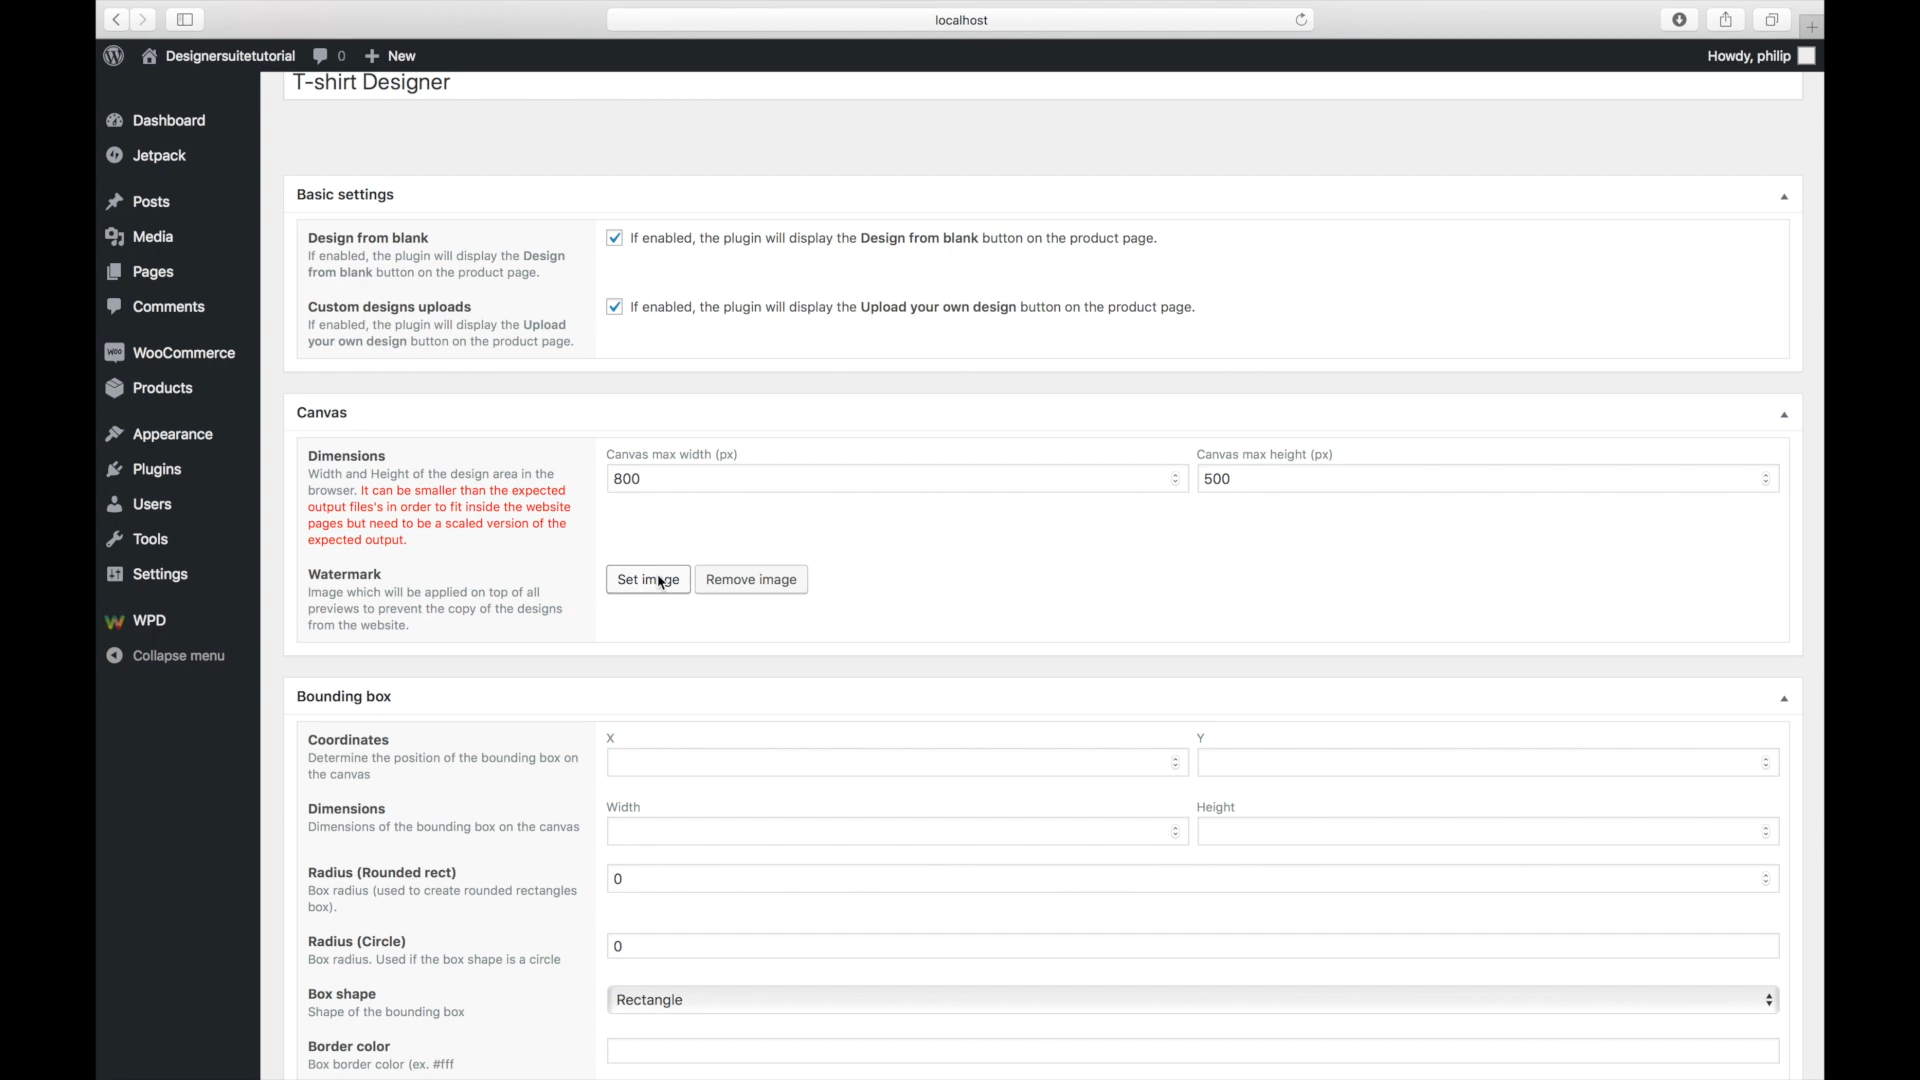 localhost
Designersuitetutorial
0
New
Howdy, philip
T-shirt Designer
Dashboard
Jetpack
Posts
Media
Pages
Comments
WooCommerce
Products
Appearance
Plugins
Users
Tools
Settings
WPD
Collapse menu
Basic settings
Design from blank
If enabled, the plugin will display the Design
from blank button on the product page.
If enabled, the plugin will display the Design from blank button on the product page.
Custom designs uploads
If enabled, the plugin will display the Upload
your own design button on the product page.
If enabled, the plugin will display the Upload your own design button on the product page.
Canvas
Dimensions
Width and Height of the design area in the
browser. It can be smaller than the expected
output files's in order to fit inside the website
pages but need to be a scaled version of the
expected output.
Canvas max width (px)
800
Canvas max height (px)
500
Watermark
Image which will be applied on top of all
previews to prevent the copy of the designs
from the website.
Set image
Remove image
Bounding box
Coordinates
Determine the position of the bounding box on
the canvas
X
Y
Dimensions
Dimensions of the bounding box on the canvas
Width
Height
Radius (Rounded rect)
Box radius (used to create rounded rectangles
box).
0
Radius (Circle)
Box radius. Used if the box shape is a circle
0
Box shape
Shape of the bounding box
Rectangle
Border color
Box border color (ex. #fff